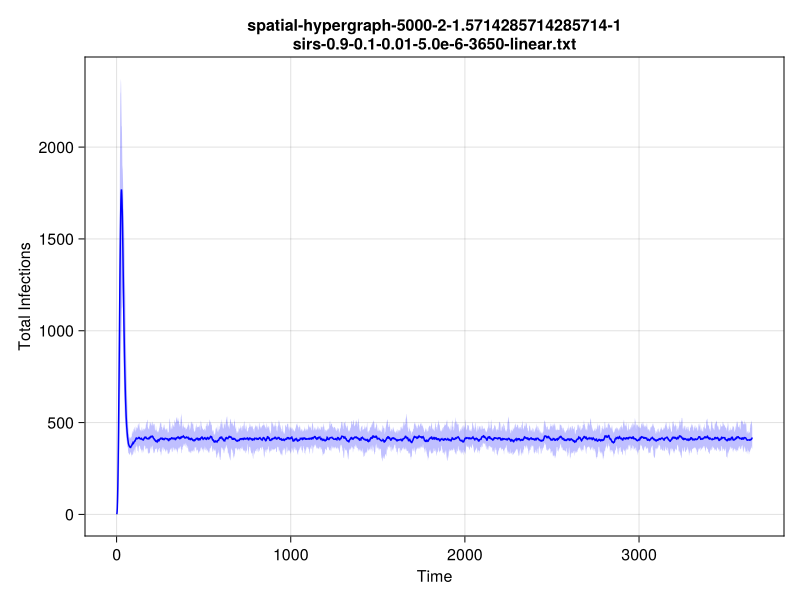 spatial-hypergraph-5000-2-1.5714285714285714-1
sirs-0.9-0.1-0.01-5.0e-6-3650-linear.txt
Total Infections
2000
1500
1000
500
0
0 1000 2000 3000
Time